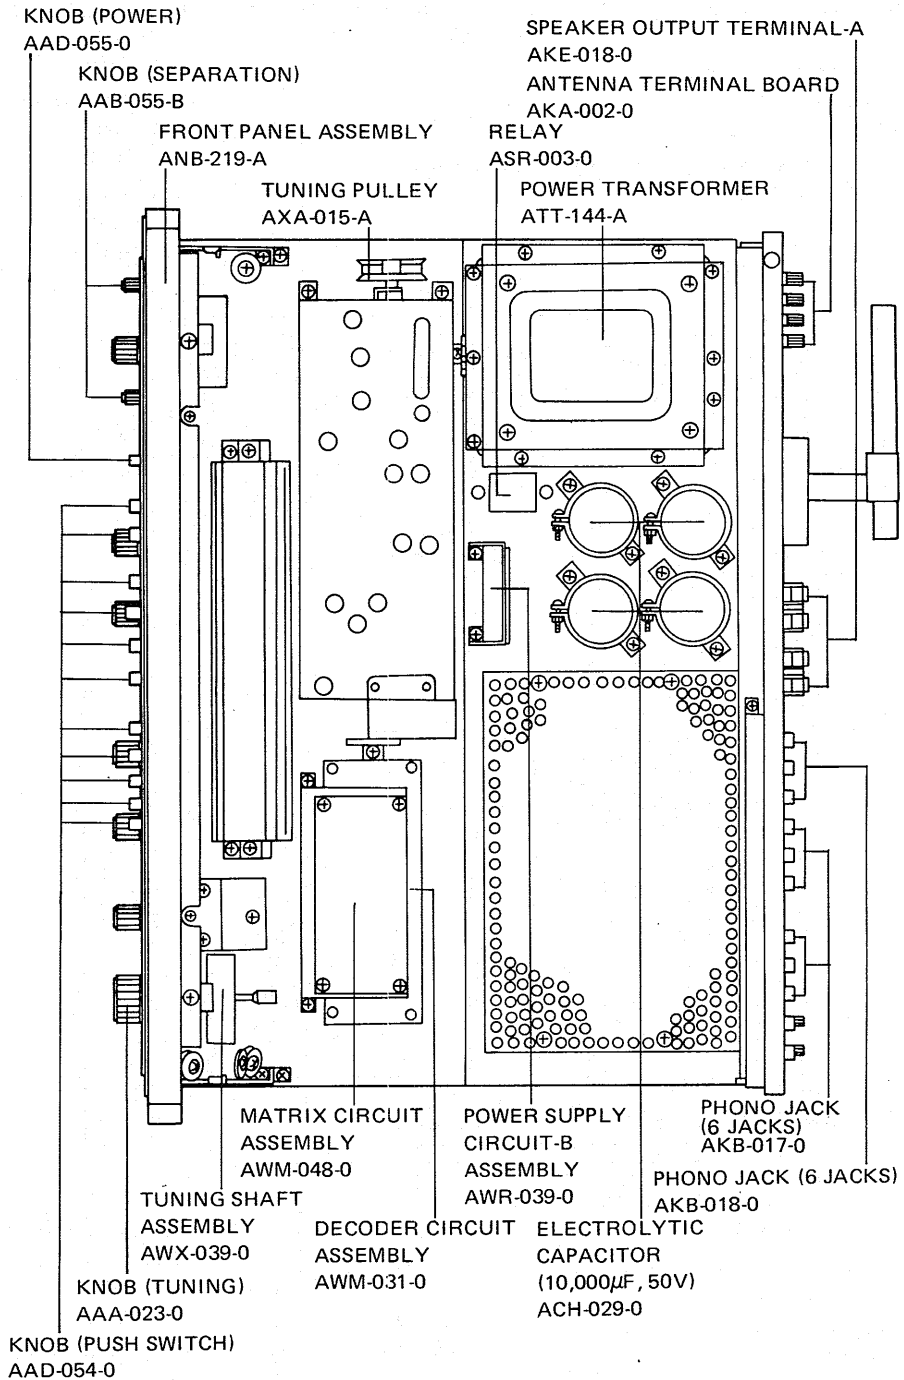 KNOB (POWER)
AAD-055-0
KNOB (SEPARATION)
AAB-055-B
FRONT PANEL ASSEMBLY
ANB-219-A
TUNING PULLEY
AXA-015-A
SPEAKER OUTPUT TERMINAL-A
AKE-018-0
ANTENNA TERMINAL BOARD
AKA-002-0
RELAY
ASR-003-0
POWER TRANSFORMER
ATT-144-A
MATRIX CIRCUIT
ASSEMBLY
AWM-048-0
POWER SUPPLY
CIRCUIT-B
ASSEMBLY
AWR-039-0
PHONO JACK
(6 JACKS)
AKB-017-0
PHONO JACK (6 JACKS)
AKB-018-0
TUNING SHAFT
ASSEMBLY
AWX-039-0
DECODER CIRCUIT
ASSEMBLY
AWM-031-0
ELECTROLYTIC
CAPACITOR
(10,000μF, 50V)
ACH-029-0
KNOB (TUNING)
AAA-023-0
KNOB (PUSH SWITCH)
AAD-054-0